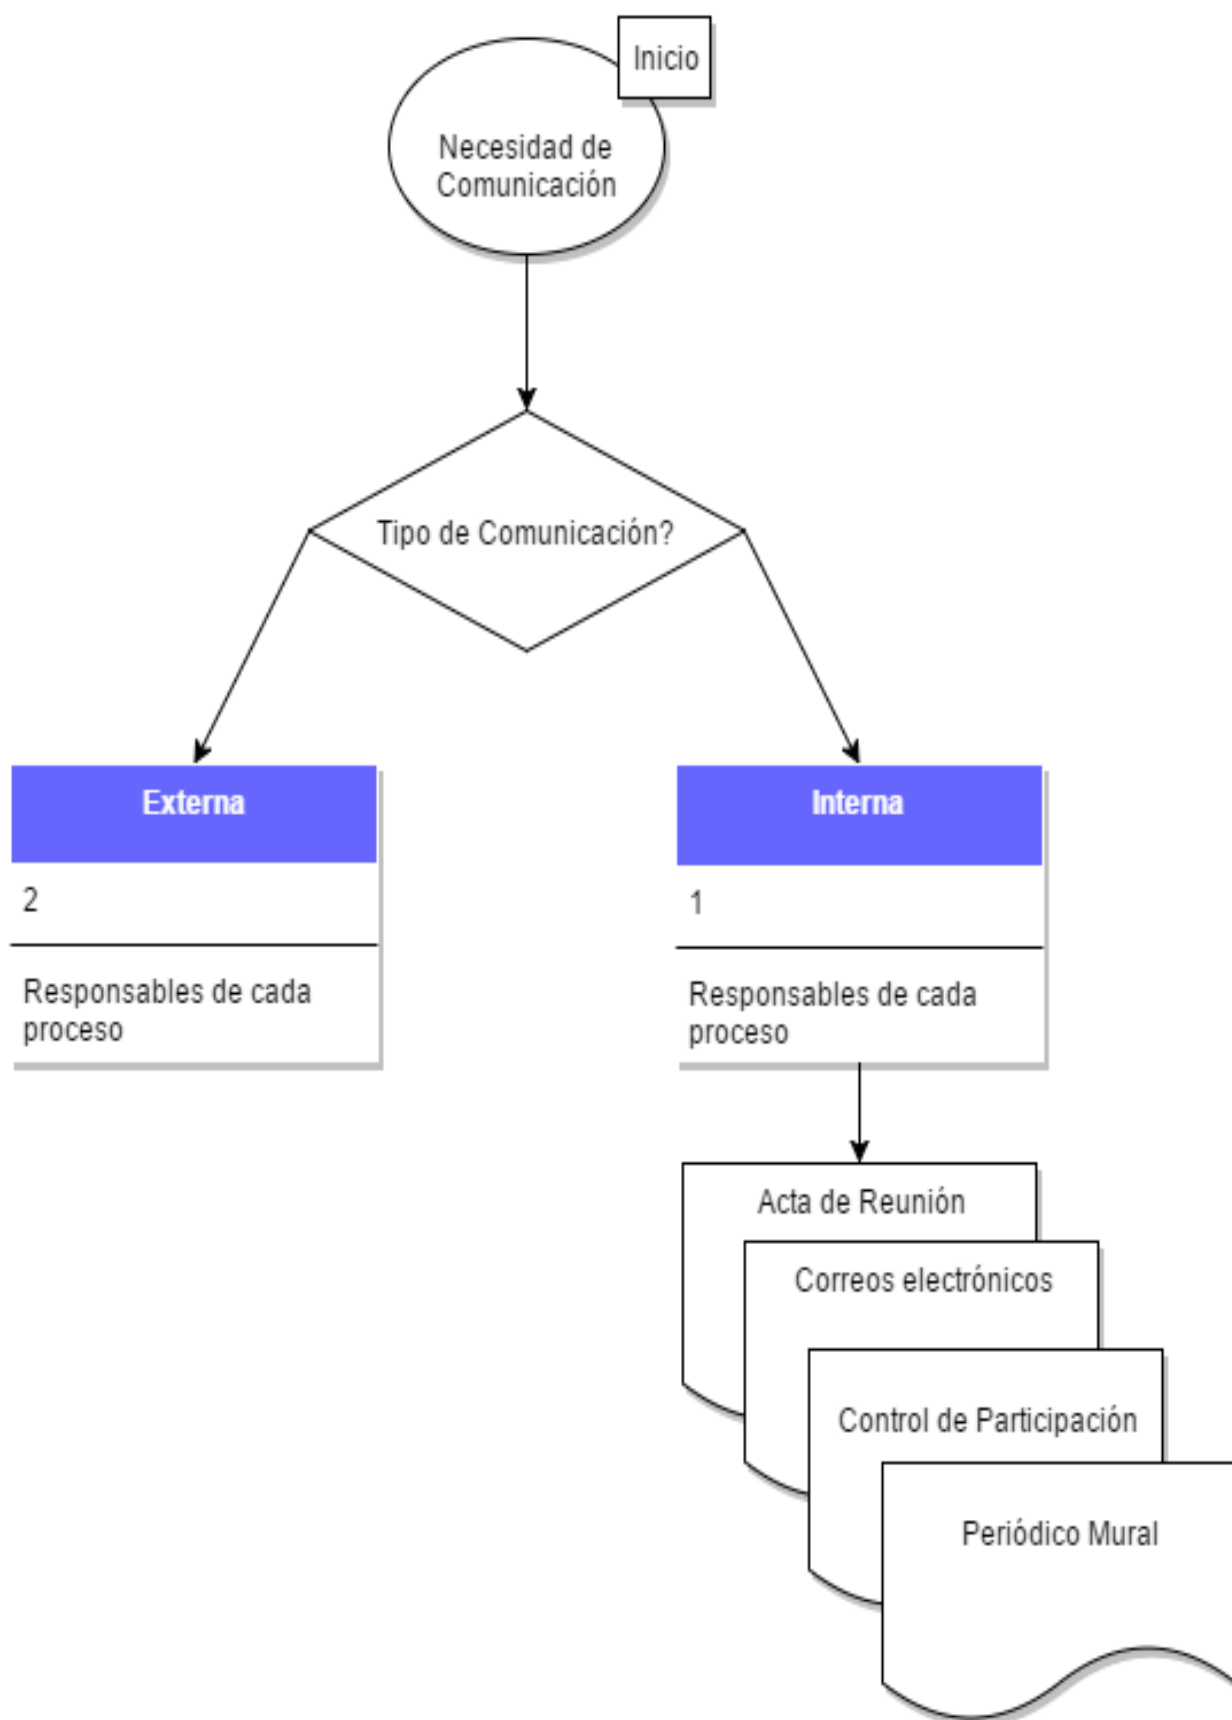 Inicio
Necesidad de
Comunicación
Tipo de Comunicación?
Externa
2
Responsables de cada
proceso
Interna
1
Responsables de cada
proceso
Acta de Reunión
Correos electrónicos
Control de Participación
Periódico Mural